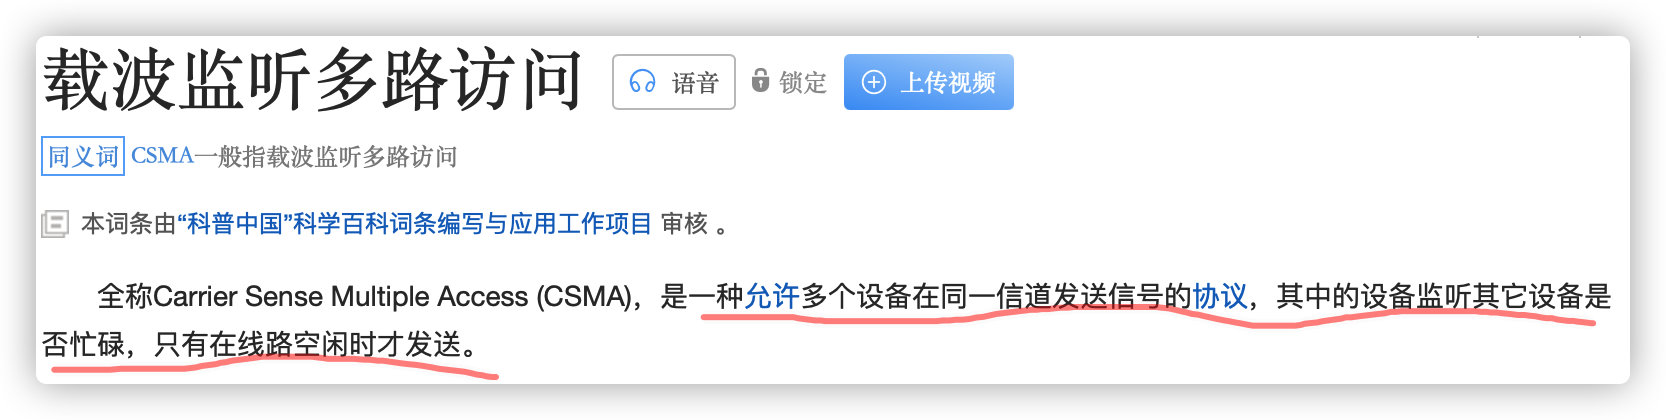 载波监听多路访问 语音 锁定 上传视频
同义词 CSMA一般指载波监听多路访问
本词条由“科普中国”科学百科词条编写与应用工作项目 审核 。
全称Carrier Sense Multiple Access (CSMA)，是一种允许多个设备在同一信道发送信号的协议，其中的设备监听其它设备是
否忙碌，只有在线路空闲时才发送。